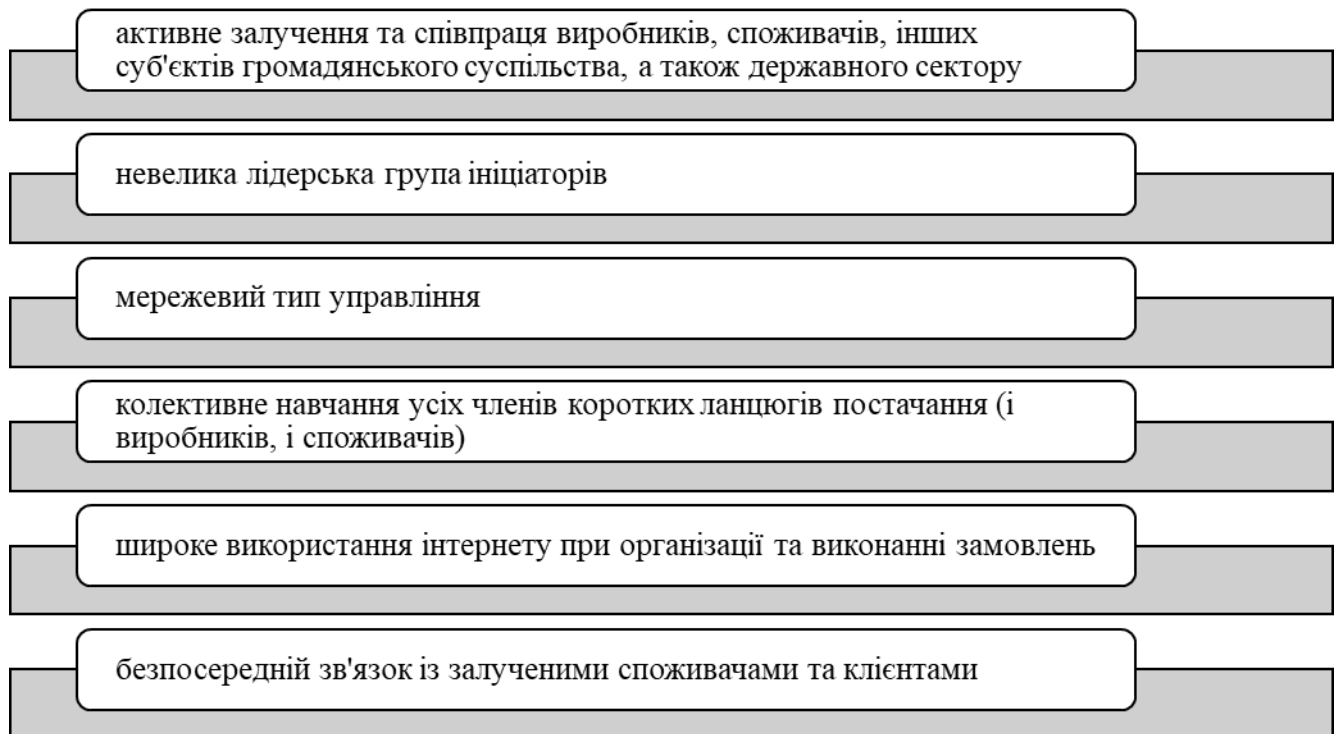 активне залучення та співпраця виробників, споживачів, інших
суб'єктів громадянського суспільства, а також державного сектору
невелика лідерська група ініціаторів
мережевий тип управління
колективне навчання усіх членів коротких ланцюгів постачання (і
виробників, і споживачів)
широке використання інтернету при організації та виконанні замовлень
безпосередній зв'язок із залученими споживачами та клієнтами